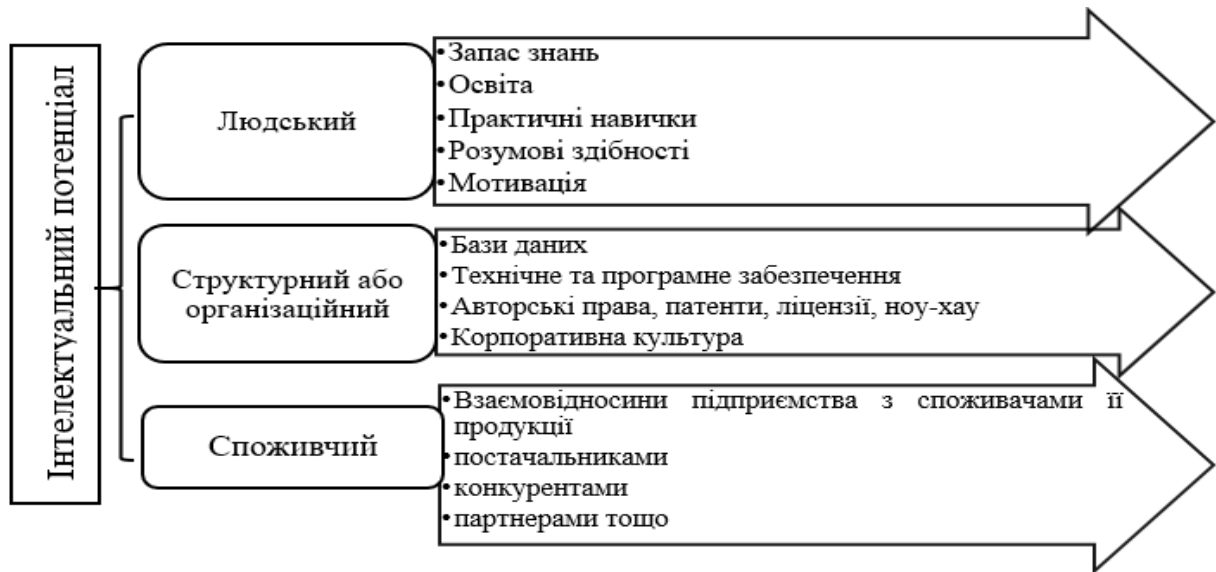 Інтелектуальний потенціал
Людський
•Запас знань
•Освіта
•Практичні навички
•Розумові здібності
•Мотивація
Структурний або
організаційний
•Бази даних
•Технічне та програмне забезпечення
•Авторські права, патенти, ліцензії, ноу-хау
•Корпоративна культура
Споживчий
•Взаємовідносини підприємства з споживачами її
продукції
•постачальниками
•конкурентами
•партнерами тощо